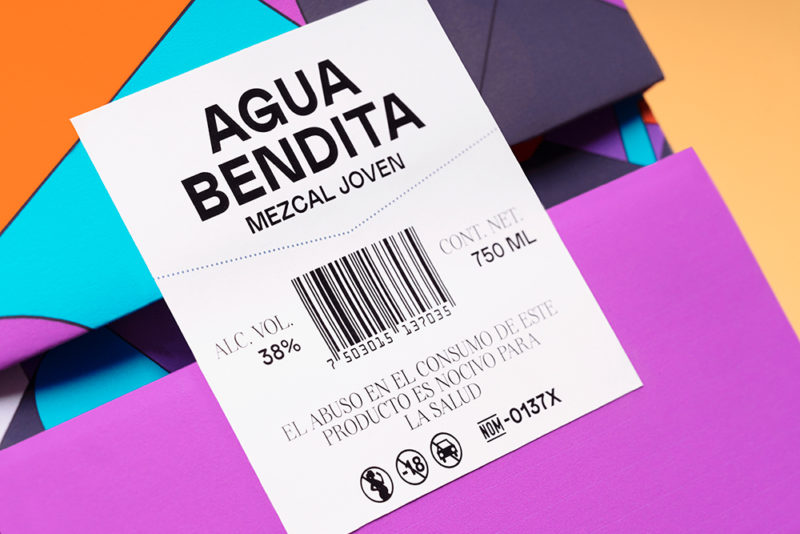 AGUA
BENDITA
MEZCAL JOVEN
CONT. NET.
750 ML
ALC. VOL.
38%
7 503015 137035
EL ABUSO EN EL CONSUMO DE ESTE
PRODUCTO ES NOCIVO PARA
LA SALUD
-18
NOM-0137X